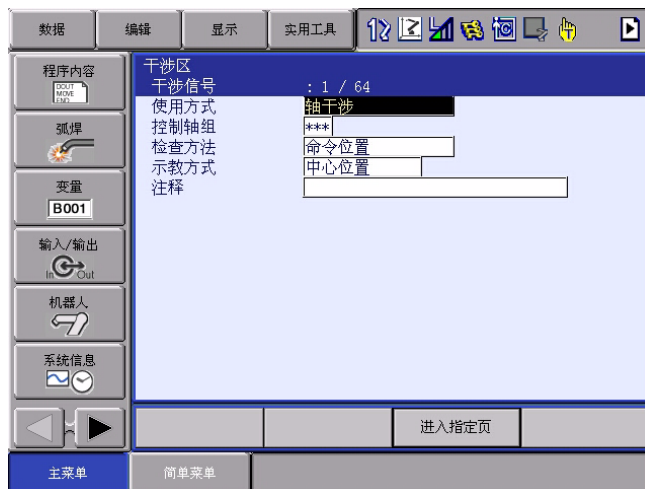 数据 编辑 显示 实用工具
程序内容
DOUT
MOVE
END
弧焊
变量
B001
输入/输出
In Out
机器人
系统信息
干涉区
干涉信号 : 1 / 64
使用方式 轴干涉
控制轴组 ***
检查方法 命令位置
示教方式 中心位置
注释
进入指定页
主菜单 简单菜单